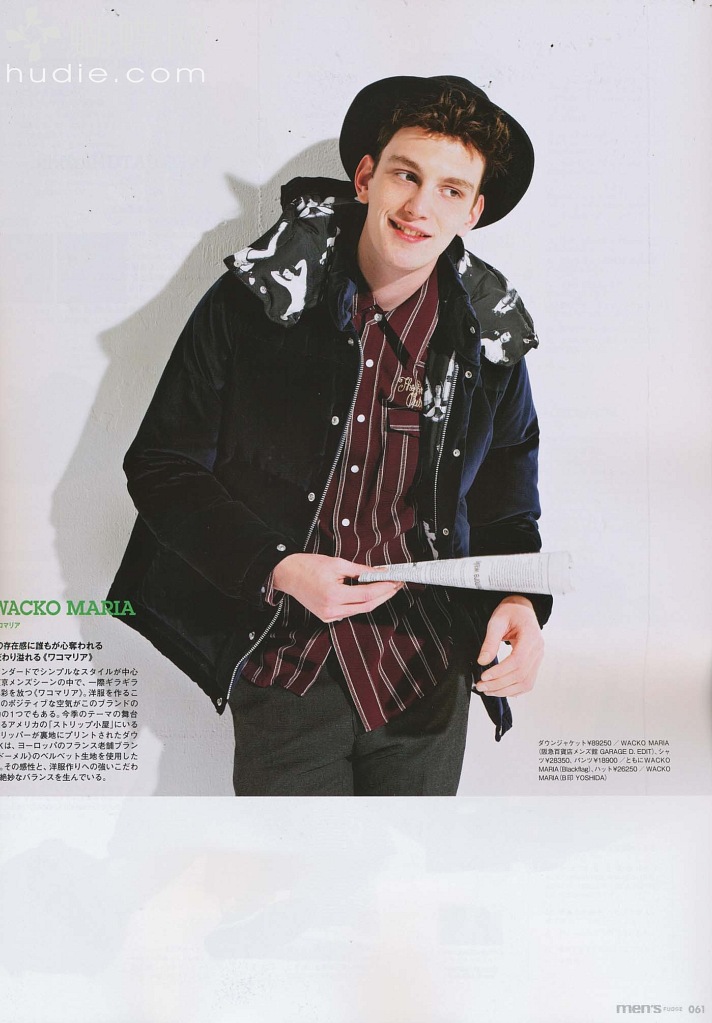 hudie.com
WACKO MARIA
コマリア
の存在感に誰もが心奪われる
だわり溢れる《ワコマリア》
ンダードでシンプルなスタイルが中心
京メンズシーンの中で、一際ギラギラ
彩を放つ《ワコマリア》。洋服を作るこ
のポジティブな空気がこのブランドの
の1つでもある。今季のテーマの舞台
るアメリカの「ストリップ小屋」にいる
リッパーが裏地にプリントされたダウ
Kは、ヨーロッパのフランス老舗ブラン
ドーメル》のベルベット生地を使用した
。その感性と、洋服作りへの強いこだわ
絶妙なバランスを生んでいる。
ダウンジャケット¥89250／WACKO MARIA
(阪急百貨店メンズ館 GARAGE D. EDIT)、シャ
ツ¥28350、パンツ¥18900／ともにWACKO
MARIA(Blackflag)、ハット¥26250／WACKO
MARIA(B印 YOSHIDA)
men's FUDGE 061